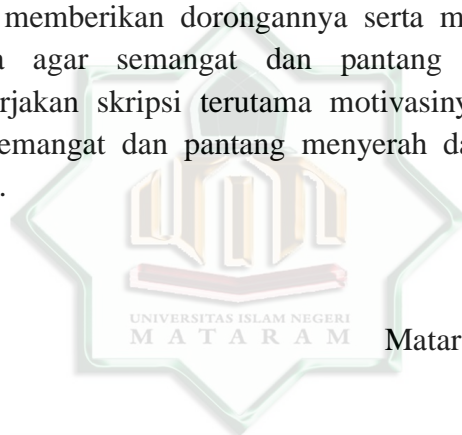 memberikan dorongannya serta m
a agar semangat dan pantang
rjakan skripsi terutama motivasiny
emangat dan pantang menyerah da
.
UNIVERSITAS ISLAM NEGERI
MATARAM
Matar